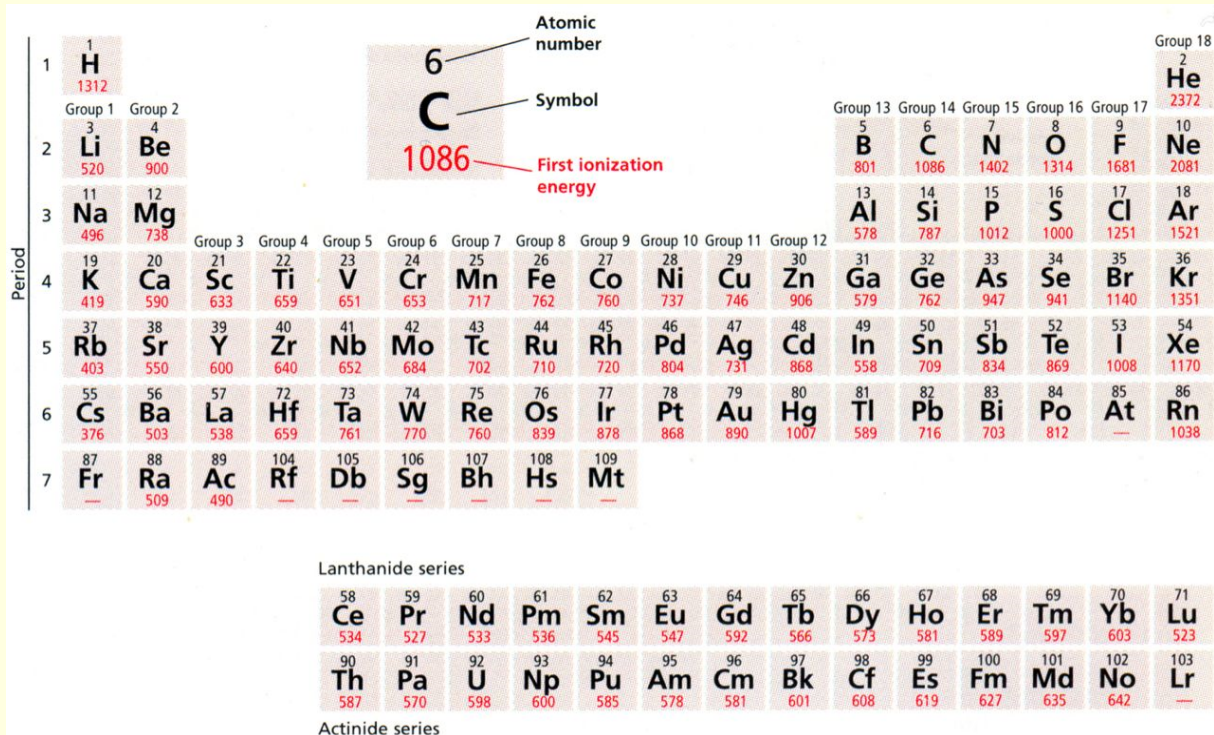 Atomic number
6
C
Symbol
1086
First ionization energy
Period
Group 18
1 1 H 1312 2 He 2372
Group 1 Group 2 Group 13 Group 14 Group 15 Group 16 Group 17
2 3 Li 520 4 Be 900 5 B 801 6 C 1086 7 N 1402 8 O 1314 9 F 1681 10 Ne 2081
3 11 Na 496 12 Mg 738 13 Al 578 14 Si 787 15 P 1012 16 S 1000 17 Cl 1251 18 Ar 1521
Group 3 Group 4 Group 5 Group 6 Group 7 Group 8 Group 9 Group 10 Group 11 Group 12
4 19 K 419 20 Ca 590 21 Sc 633 22 Ti 659 23 V 651 24 Cr 653 25 Mn 717 26 Fe 762 27 Co 760 28 Ni 737 29 Cu 746 30 Zn 906 31 Ga 579 32 Ge 762 33 As 947 34 Se 941 35 Br 1140 36 Kr 1351
5 37 Rb 403 38 Sr 550 39 Y 600 40 Zr 640 41 Nb 652 42 Mo 684 43 Tc 702 44 Ru 710 45 Rh 720 46 Pd 804 47 Ag 731 48 Cd 868 49 In 558 50 Sn 709 51 Sb 834 52 Te 869 53 I 1008 54 Xe 1170
6 55 Cs 376 56 Ba 503 57 La 538 72 Hf 659 73 Ta 761 74 W 770 75 Re 760 76 Os 839 77 Ir 878 78 Pt 868 79 Au 890 80 Hg 1007 81 Tl 589 82 Pb 716 83 Bi 703 84 Po 812 85 At — 86 Rn 1038
7 87 Fr — 88 Ra 509 89 Ac 490 104 Rf — 105 Db — 106 Sg — 107 Bh — 108 Hs — 109 Mt
Lanthanide series
58 Ce 534 59 Pr 527 60 Nd 533 61 Pm 536 62 Sm 545 63 Eu 547 64 Gd 592 65 Tb 566 66 Dy 573 67 Ho 581 68 Er 589 69 Tm 597 70 Yb 603 71 Lu 523
90 Th 587 91 Pa 570 92 U 598 93 Np 600 94 Pu 585 95 Am 578 96 Cm 581 97 Bk 601 98 Cf 608 99 Es 619 100 Fm 627 101 Md 635 102 No 642 103 Lr —
Actinide series